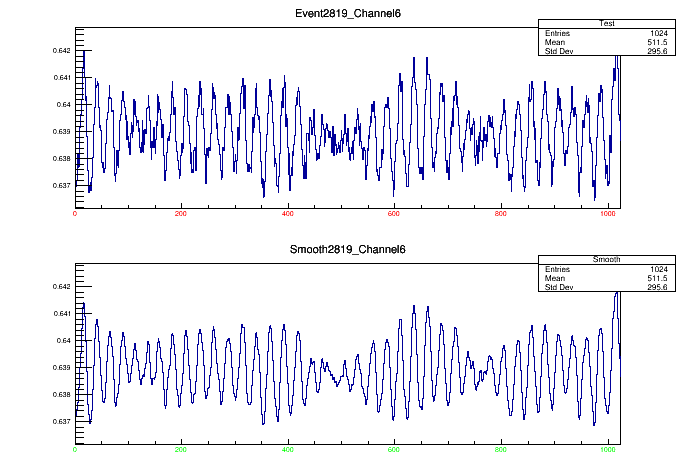 Event2819_Channel6
Test
Entries 1024
Mean 511.5
Std Dev 295.6
0.642
0.641
0.64
0.639
0.638
0.637
0 200 400 600 800 1000
Smooth2819_Channel6
Smooth
Entries 1024
Mean 511.5
Std Dev 295.6
0.642
0.641
0.64
0.639
0.638
0.637
0 200 400 600 800 1000